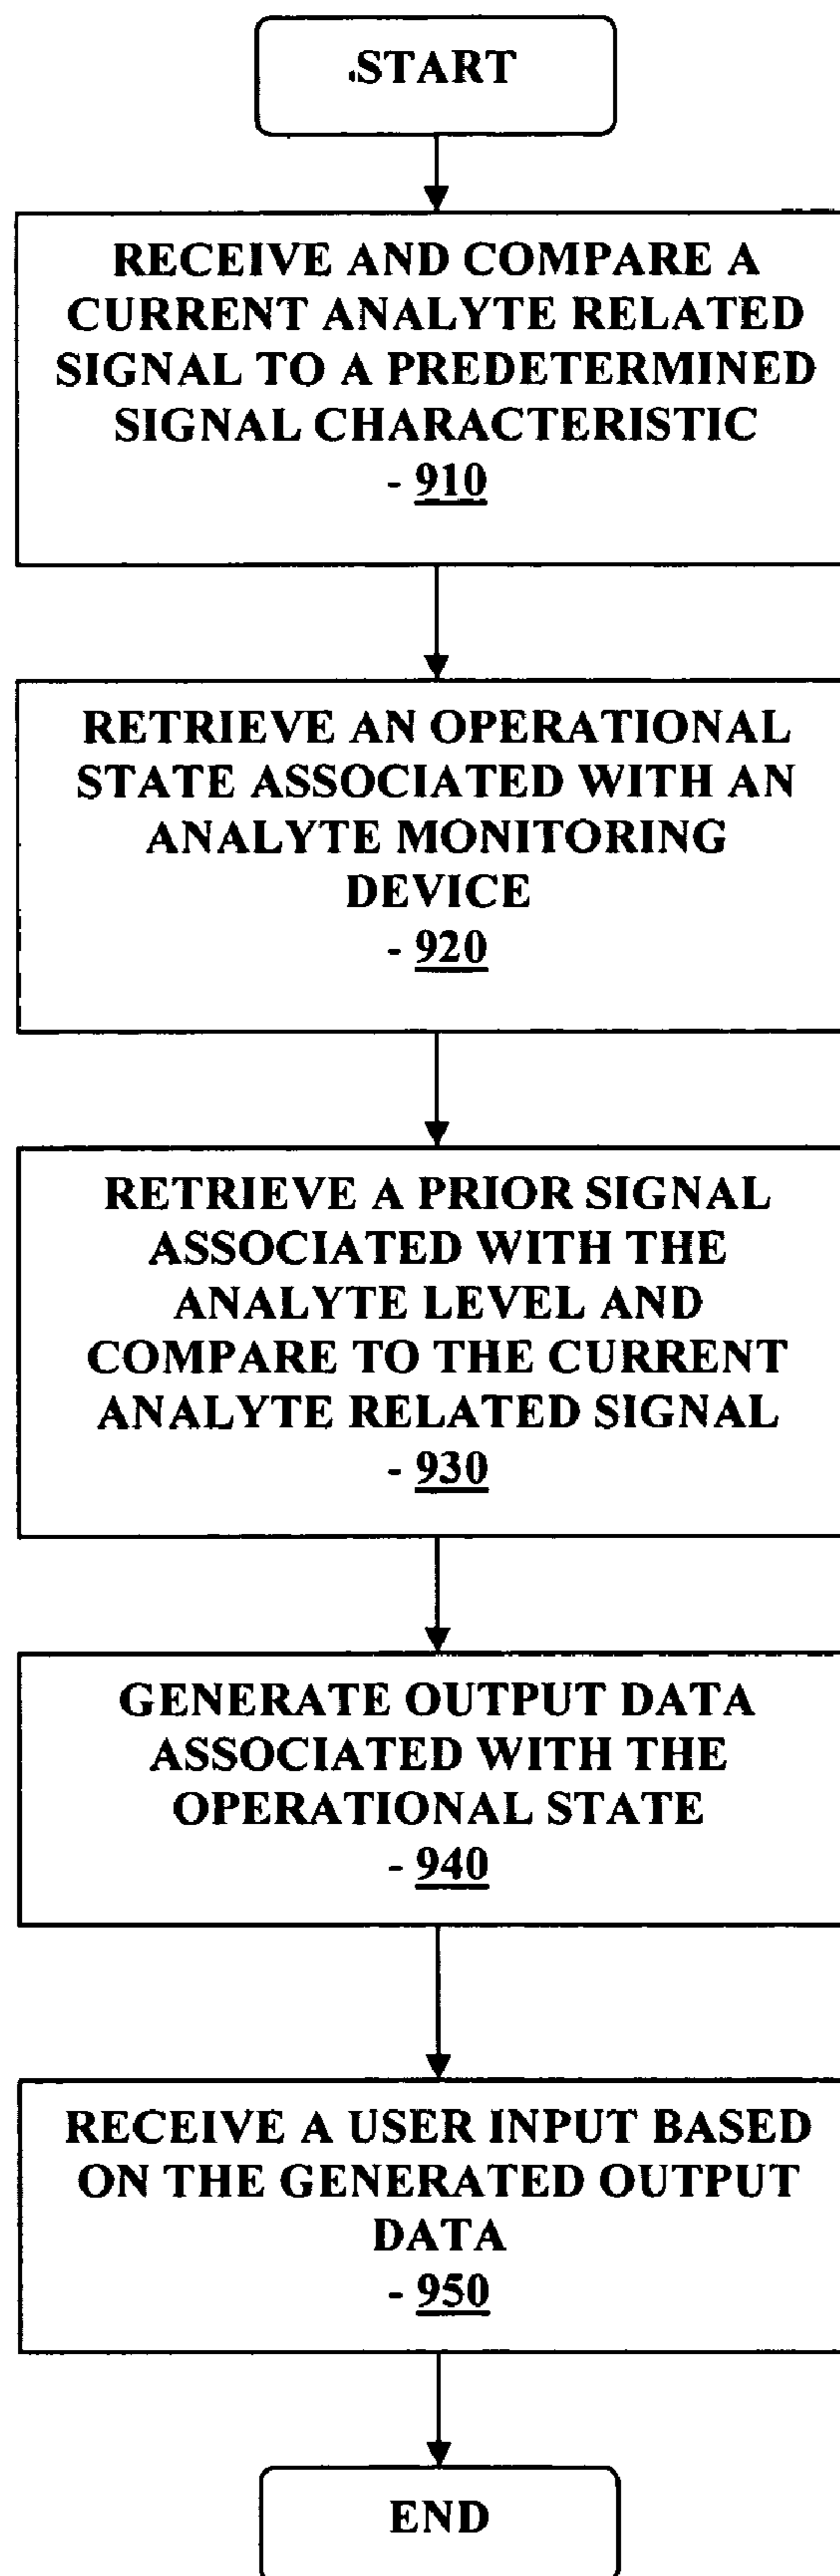 START
RECEIVE AND COMPARE A
CURRENT ANALYTE RELATED
SIGNAL TO A PREDETERMINED
SIGNAL CHARACTERISTIC
- 910
RETRIEVE AN OPERATIONAL
STATE ASSOCIATED WITH AN
ANALYTE MONITORING
DEVICE
- 920
RETRIEVE A PRIOR SIGNAL
ASSOCIATED WITH THE
ANALYTE LEVEL AND
COMPARE TO THE CURRENT
ANALYTE RELATED SIGNAL
- 930
GENERATE OUTPUT DATA
ASSOCIATED WITH THE
OPERATIONAL STATE
- 940
RECEIVE A USER INPUT BASED
ON THE GENERATED OUTPUT
DATA
- 950
END